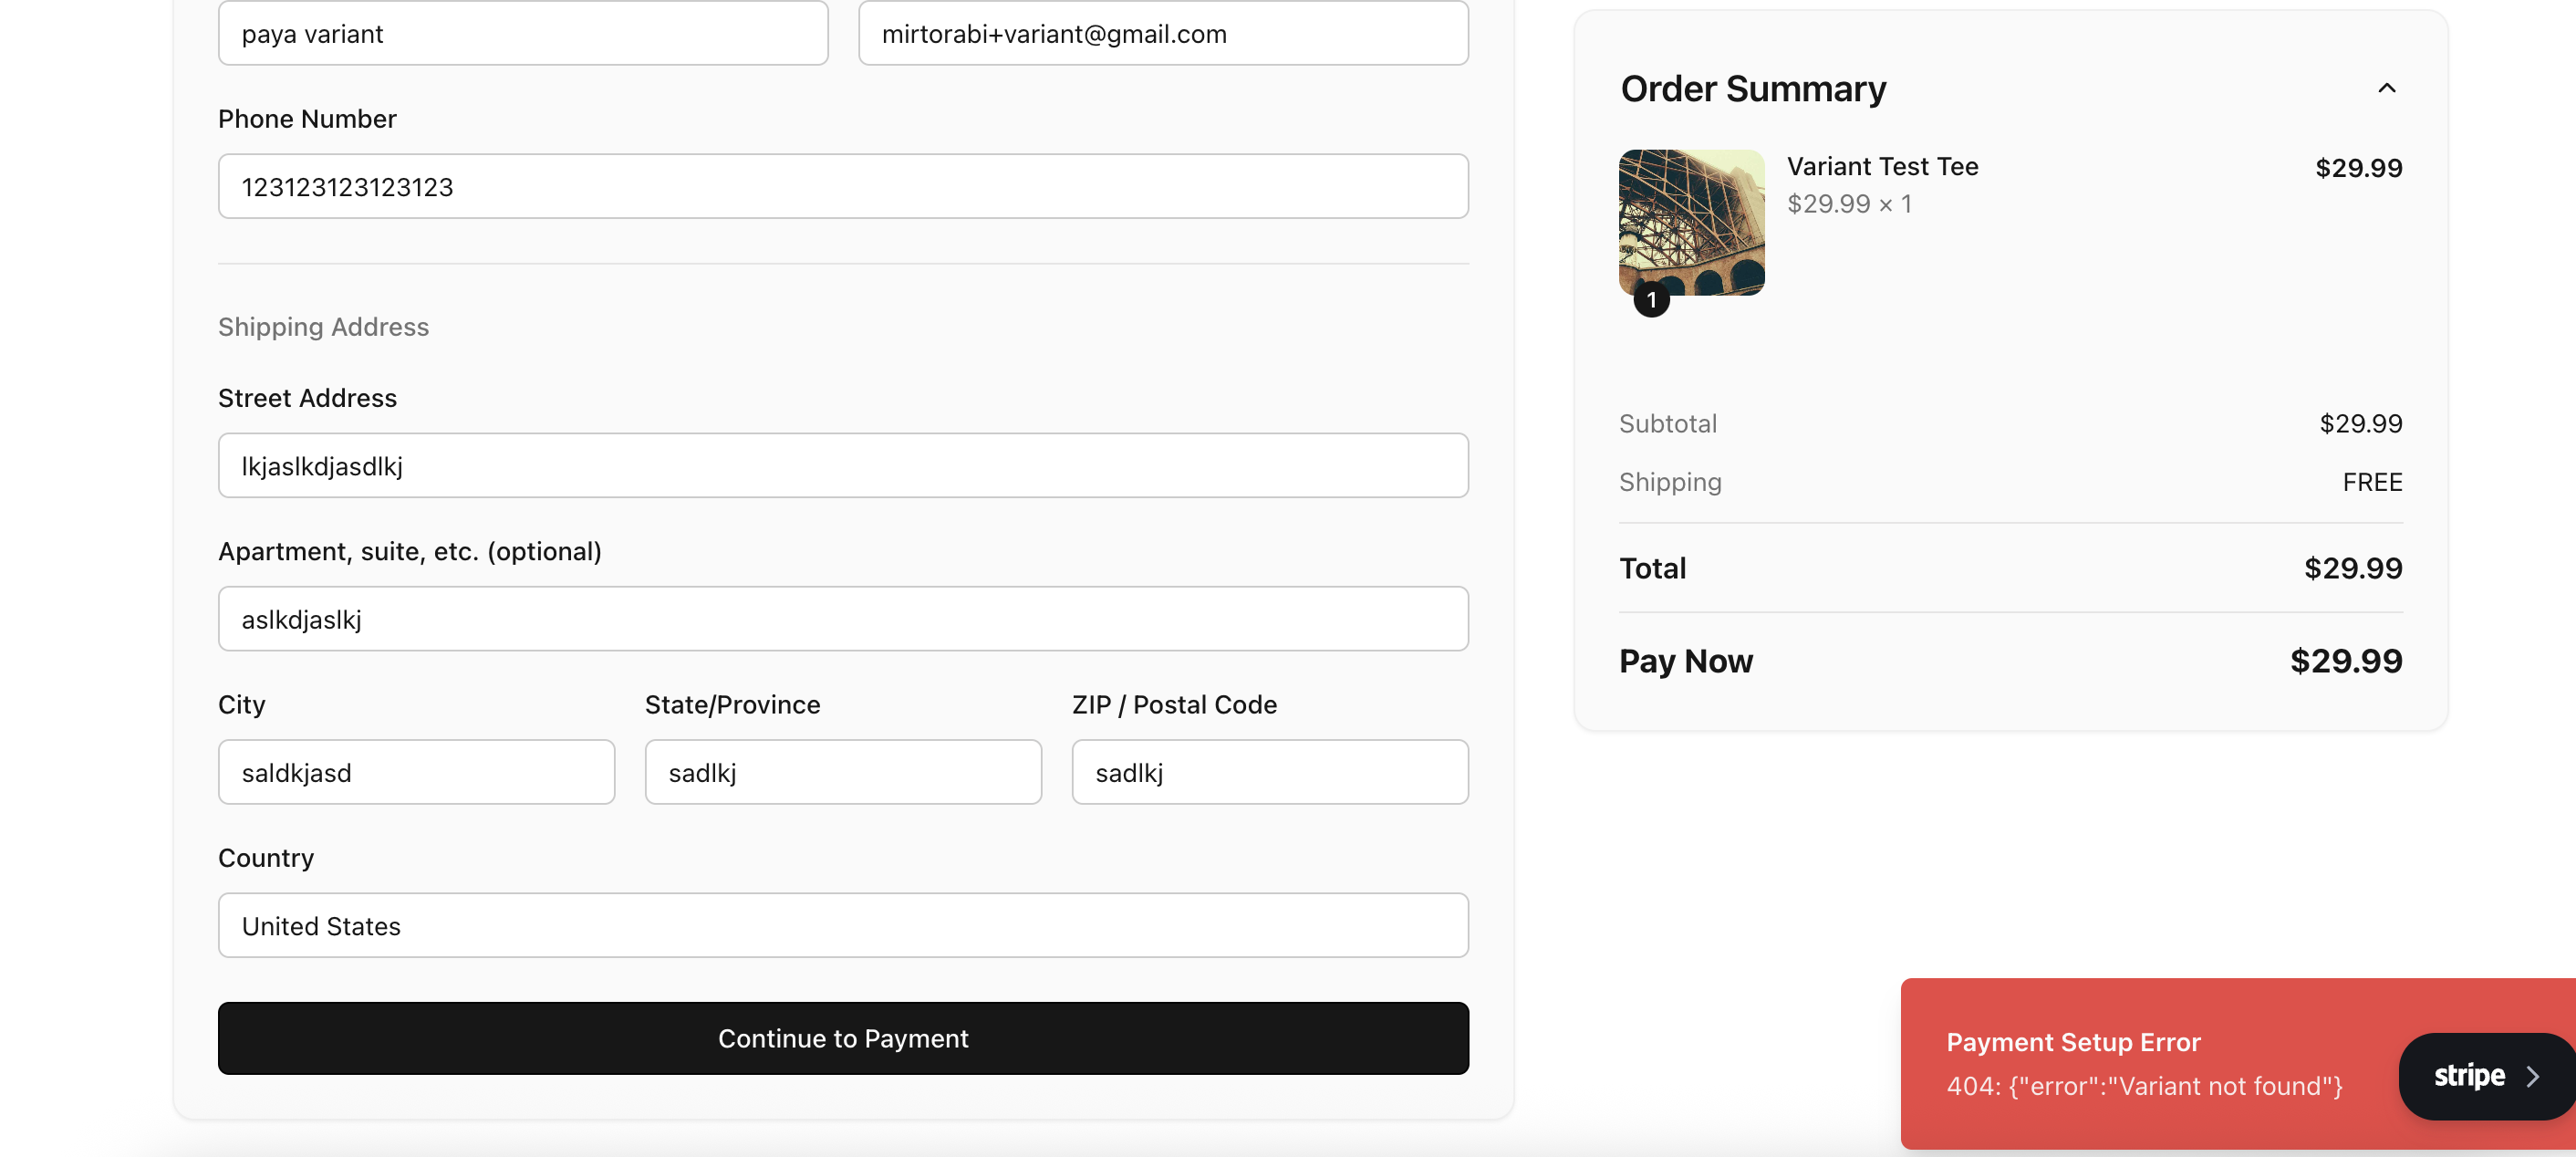 paya variant
mirtorabi+variant@gmail.com
Phone Number
123123123123123
Shipping Address
Street Address
lkjaslkdjasdlkj
Apartment, suite, etc. (optional)
aslkdjaslkj
City
State/Province
ZIP / Postal Code
saldkjasd
sadlkj
sadlkj
Country
United States
Continue to Payment
Order Summary
Variant Test Tee
$29.99
$29.99 × 1
1
Subtotal
$29.99
Shipping
FREE
Total
$29.99
Pay Now
$29.99
Payment Setup Error
404: {"error":"Variant not found"}
stripe